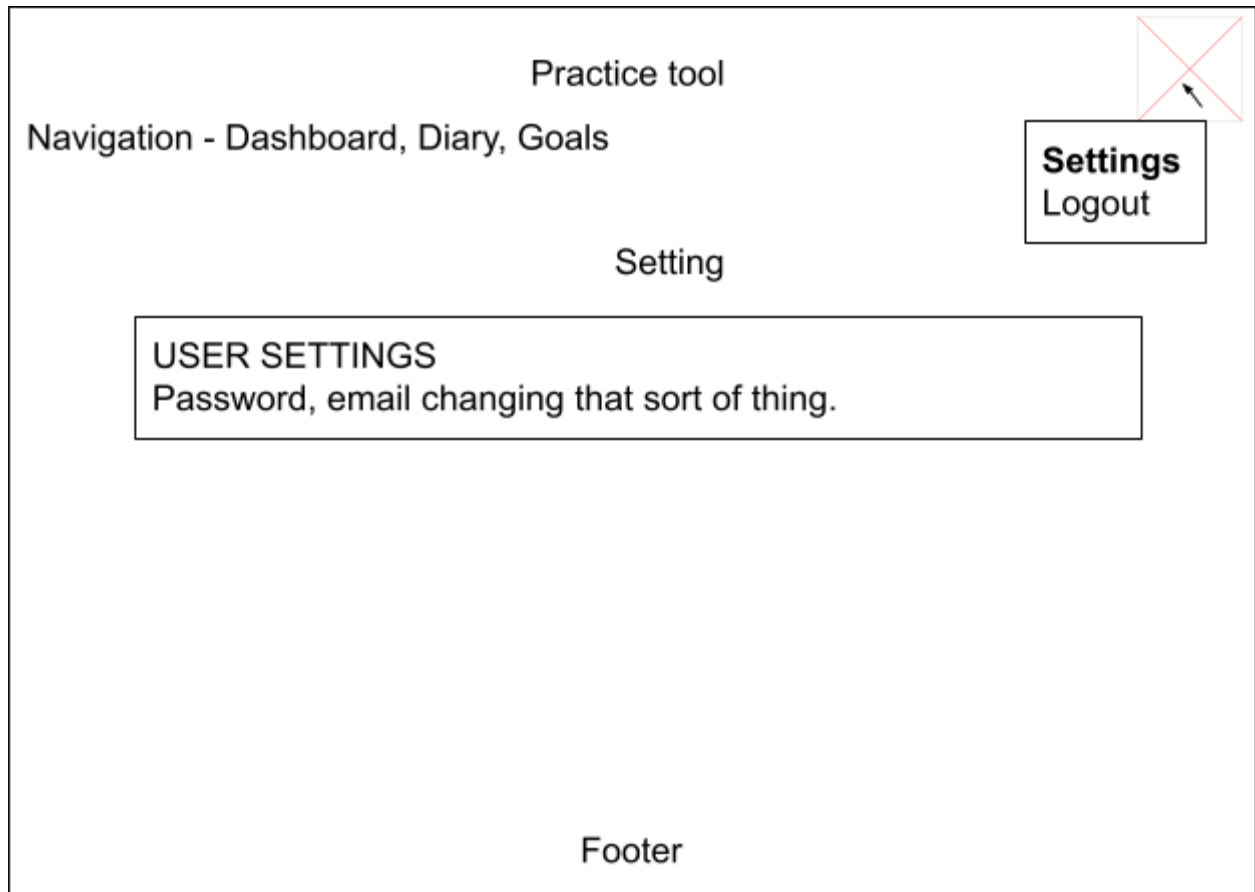 Practice tool
Navigation - Dashboard, Diary, Goals
Settings
Logout
Setting
USER SETTINGS
Password, email changing that sort of thing.
Footer